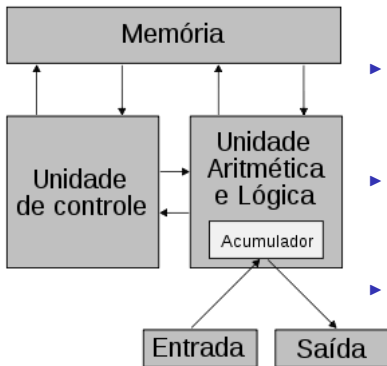 Memória
Unidade
de controle
Unidade
Aritmética
e Lógica
Acumulador
Entrada
Saída